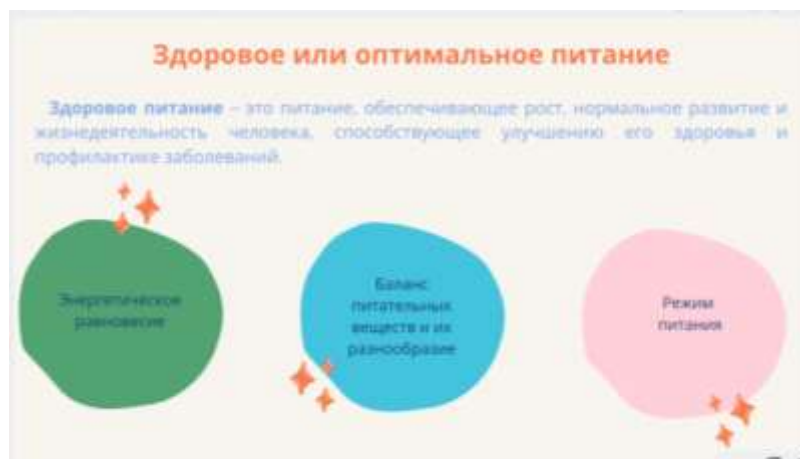 Здоровое или оптимальное питание
Здоровое питание – это питание, обеспечивающее рост, нормальное развитие и
жизнедеятельность человека, способствующее улучшению его здоровья и
профилактике заболеваний.
Энергетическое
равновесие
Баланс
питательных
веществ и их
разнообразие
Режим
питания